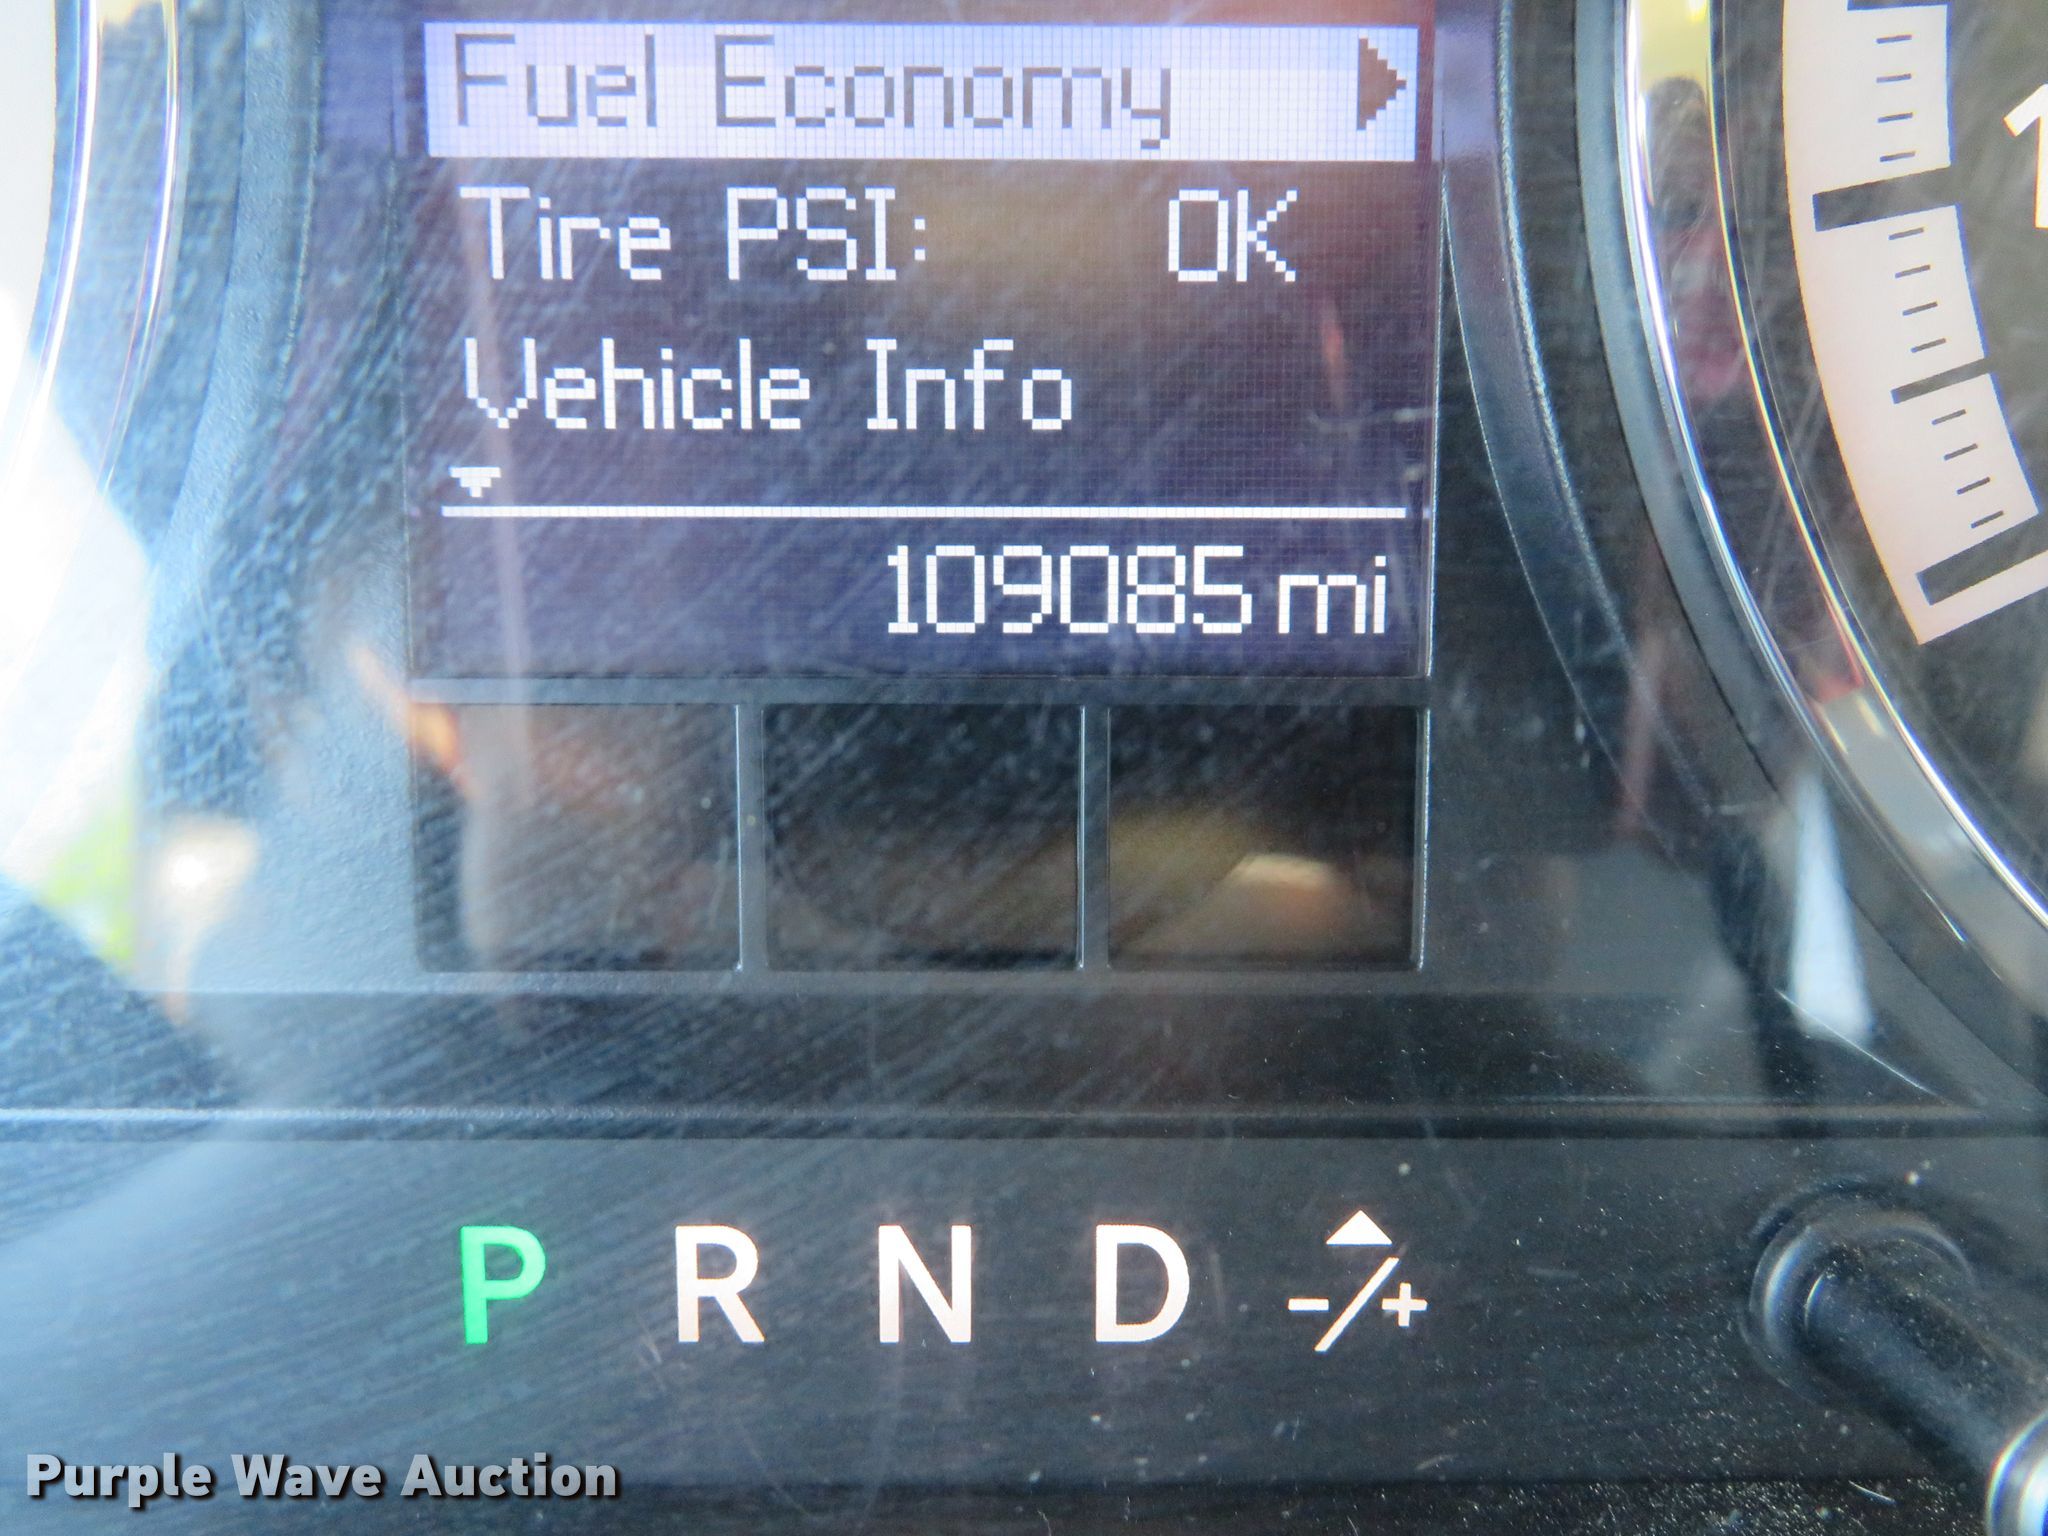 Fuel Economy
Tire PSI: OK
Vehicle Info
109085 mi
P R N D -/+
Purple Wave Auction